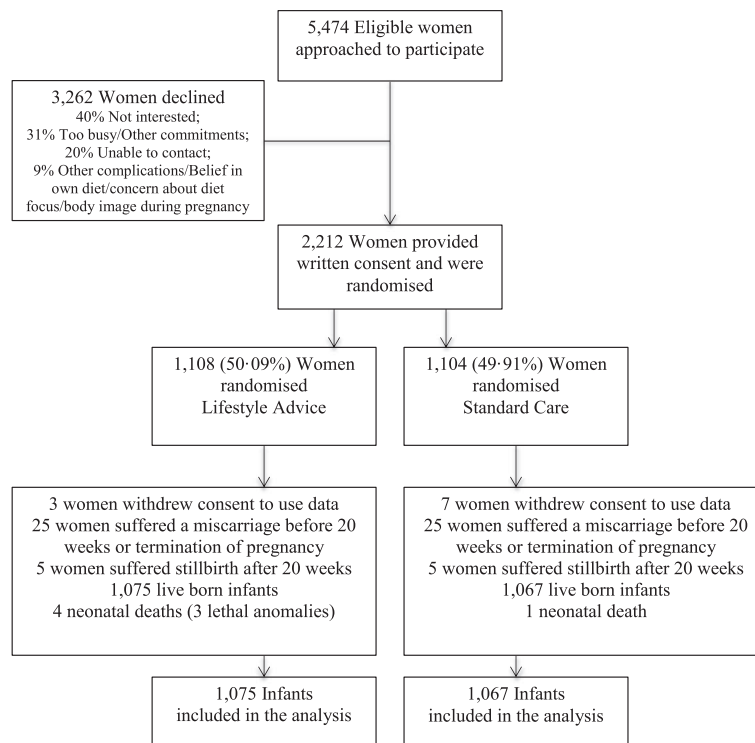 5,474 Eligible women
approached to participate
3,262 Women declined
40% Not interested;
31% Too busy/Other commitments;
20% Unable to contact;
9% Other complications/Belief in
own diet/concern about diet
focus/body image during pregnancy
2,212 Women provided
written consent and were
randomised
1,108 (50·09%) Women
randomised
Lifestyle Advice
1,104 (49·91%) Women
randomised
Standard Care
3 women withdrew consent to use data
25 women suffered a miscarriage before 20
weeks or termination of pregnancy
5 women suffered stillbirth after 20 weeks
1,075 live born infants
4 neonatal deaths (3 lethal anomalies)
7 women withdrew consent to use data
25 women suffered a miscarriage before 20
weeks or termination of pregnancy
5 women suffered stillbirth after 20 weeks
1,067 live born infants
1 neonatal death
1,075 Infants
included in the analysis
1,067 Infants
included in the analysis